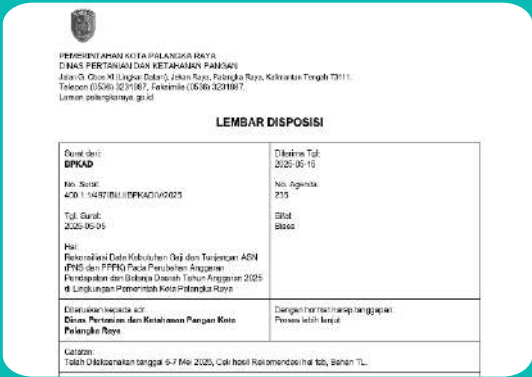 PEMERINTAHAN KOTA PALANGKA RAYA
DINAS PERTANIAN DAN KETAHANAN PANGAN
Jalan G. Obos XI (Lingkar Dalam), Jekan Raya, Palangka Raya, Kalimantan Tengah 73111.
Telepon (0536) 3231987, Faksimile (0536) 3231987,
Laman palangkaraya.go.id
LEMBAR DISPOSISI
Surat dari:
BPKAD
Diterima Tgl:
2025-05-15
No. Surat:
No. Agenda:
235
Tgl. Surat:
2025-05-05
Sifat:
Biasa
Hal:
Rekonsiliasi Data Kebutuhan Gaji dan Tunjangan ASN
(PNS dan PPPK) Pada Perubahan Anggaran
Pendapatan dan Belanja Daerah Tahun Anggaran 2025
di Lingkungan Pemerintah Kota Palangka Raya
Diteruskan kepada sdr:
Dinas Pertanian dan Ketahanan Pangan Kota
Palangka Raya
Dengan hormat harap tanggapan:
Proses lebih lanjut
Catatan:
Telah Dilaksanakan tanggal 6-7 Mei 2025, Cek hasil Rekomendasi hal tsb, Bahan TL.